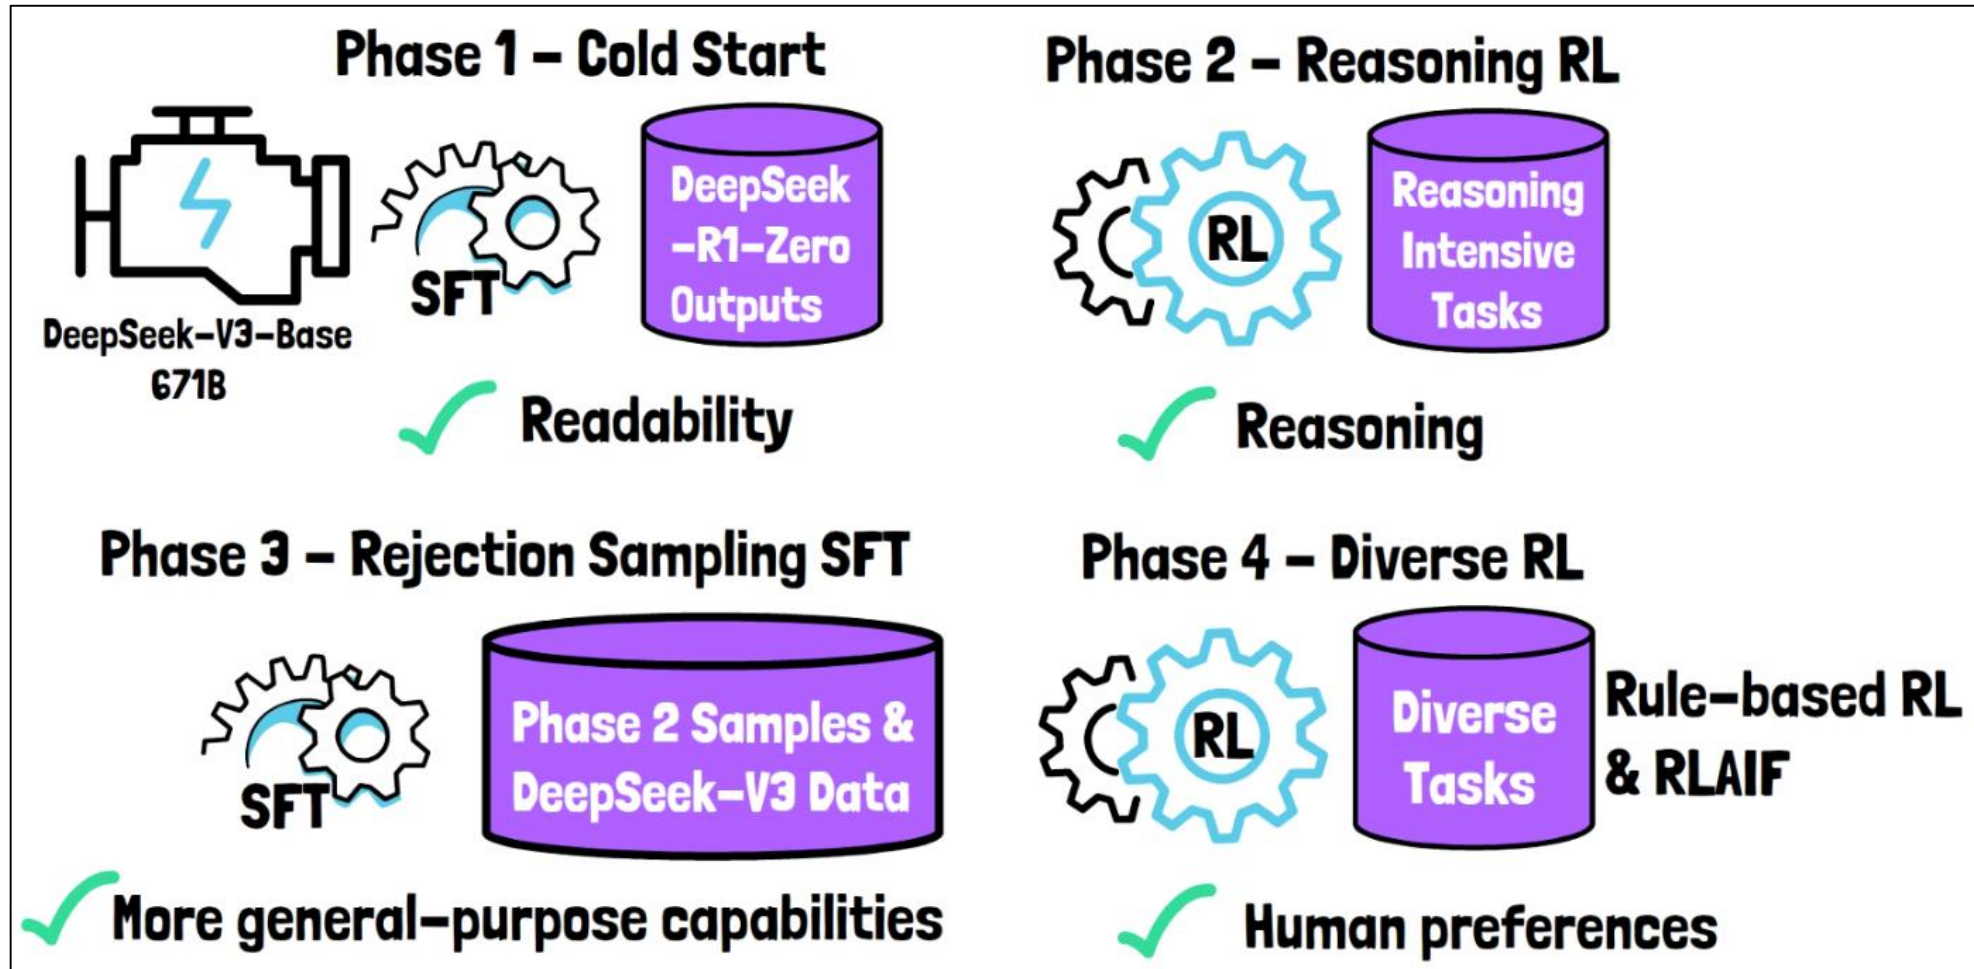 Phase 1 – Cold Start
DeepSeek-V3-Base
671B
SFT
DeepSeek
-R1-Zero
Outputs
Readability
Phase 2 – Reasoning RL
RL
Reasoning
Intensive
Tasks
Reasoning
Phase 3 – Rejection Sampling SFT
SFT
Phase 2 Samples &
DeepSeek-V3 Data
More general-purpose capabilities
Phase 4 – Diverse RL
RL
Diverse
Tasks
Rule-based RL
& RLAIF
Human preferences